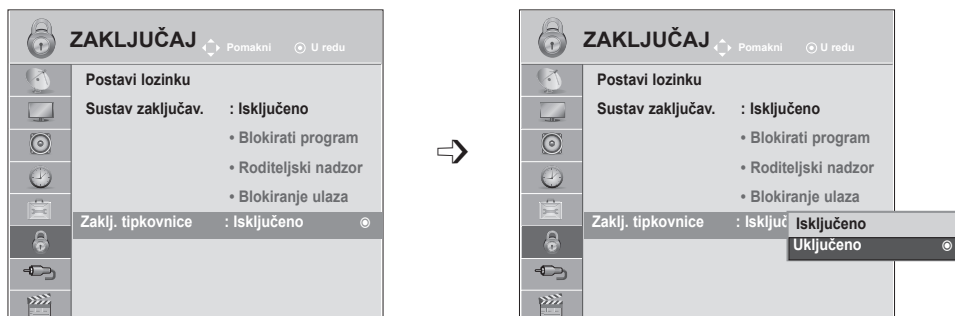 ZAKLJUČAJ
Pomakni U redu
Postavi lozinku
Sustav zaključav. : Isključeno
• Blokirati program
• Roditeljski nadzor
• Blokiranje ulaza
Zaklj. tipkovnice : Isključeno
ZAKLJUČAJ
Pomakni U redu
Postavi lozinku
Sustav zaključav. : Isključeno
• Blokirati program
• Roditeljski nadzor
• Blokiranje ulaza
Zaklj. tipkovnice : Isključ
Isključeno
Uključeno